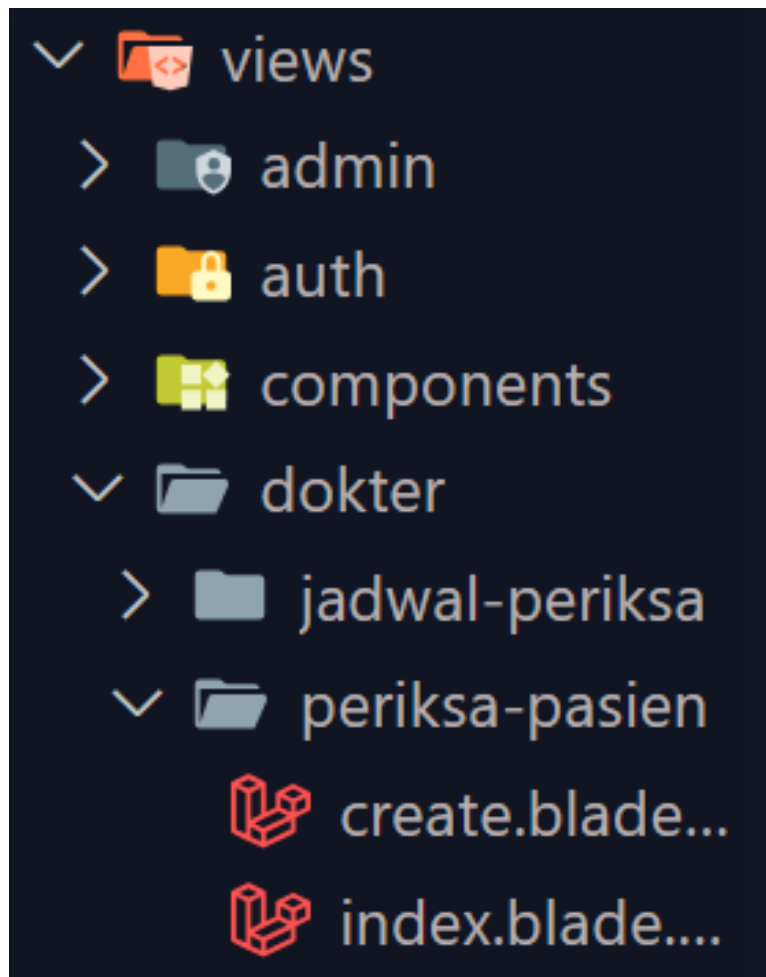 views
admin
auth
components
dokter
jadwal-periksa
periksa-pasien
create.blade...
index.blade....